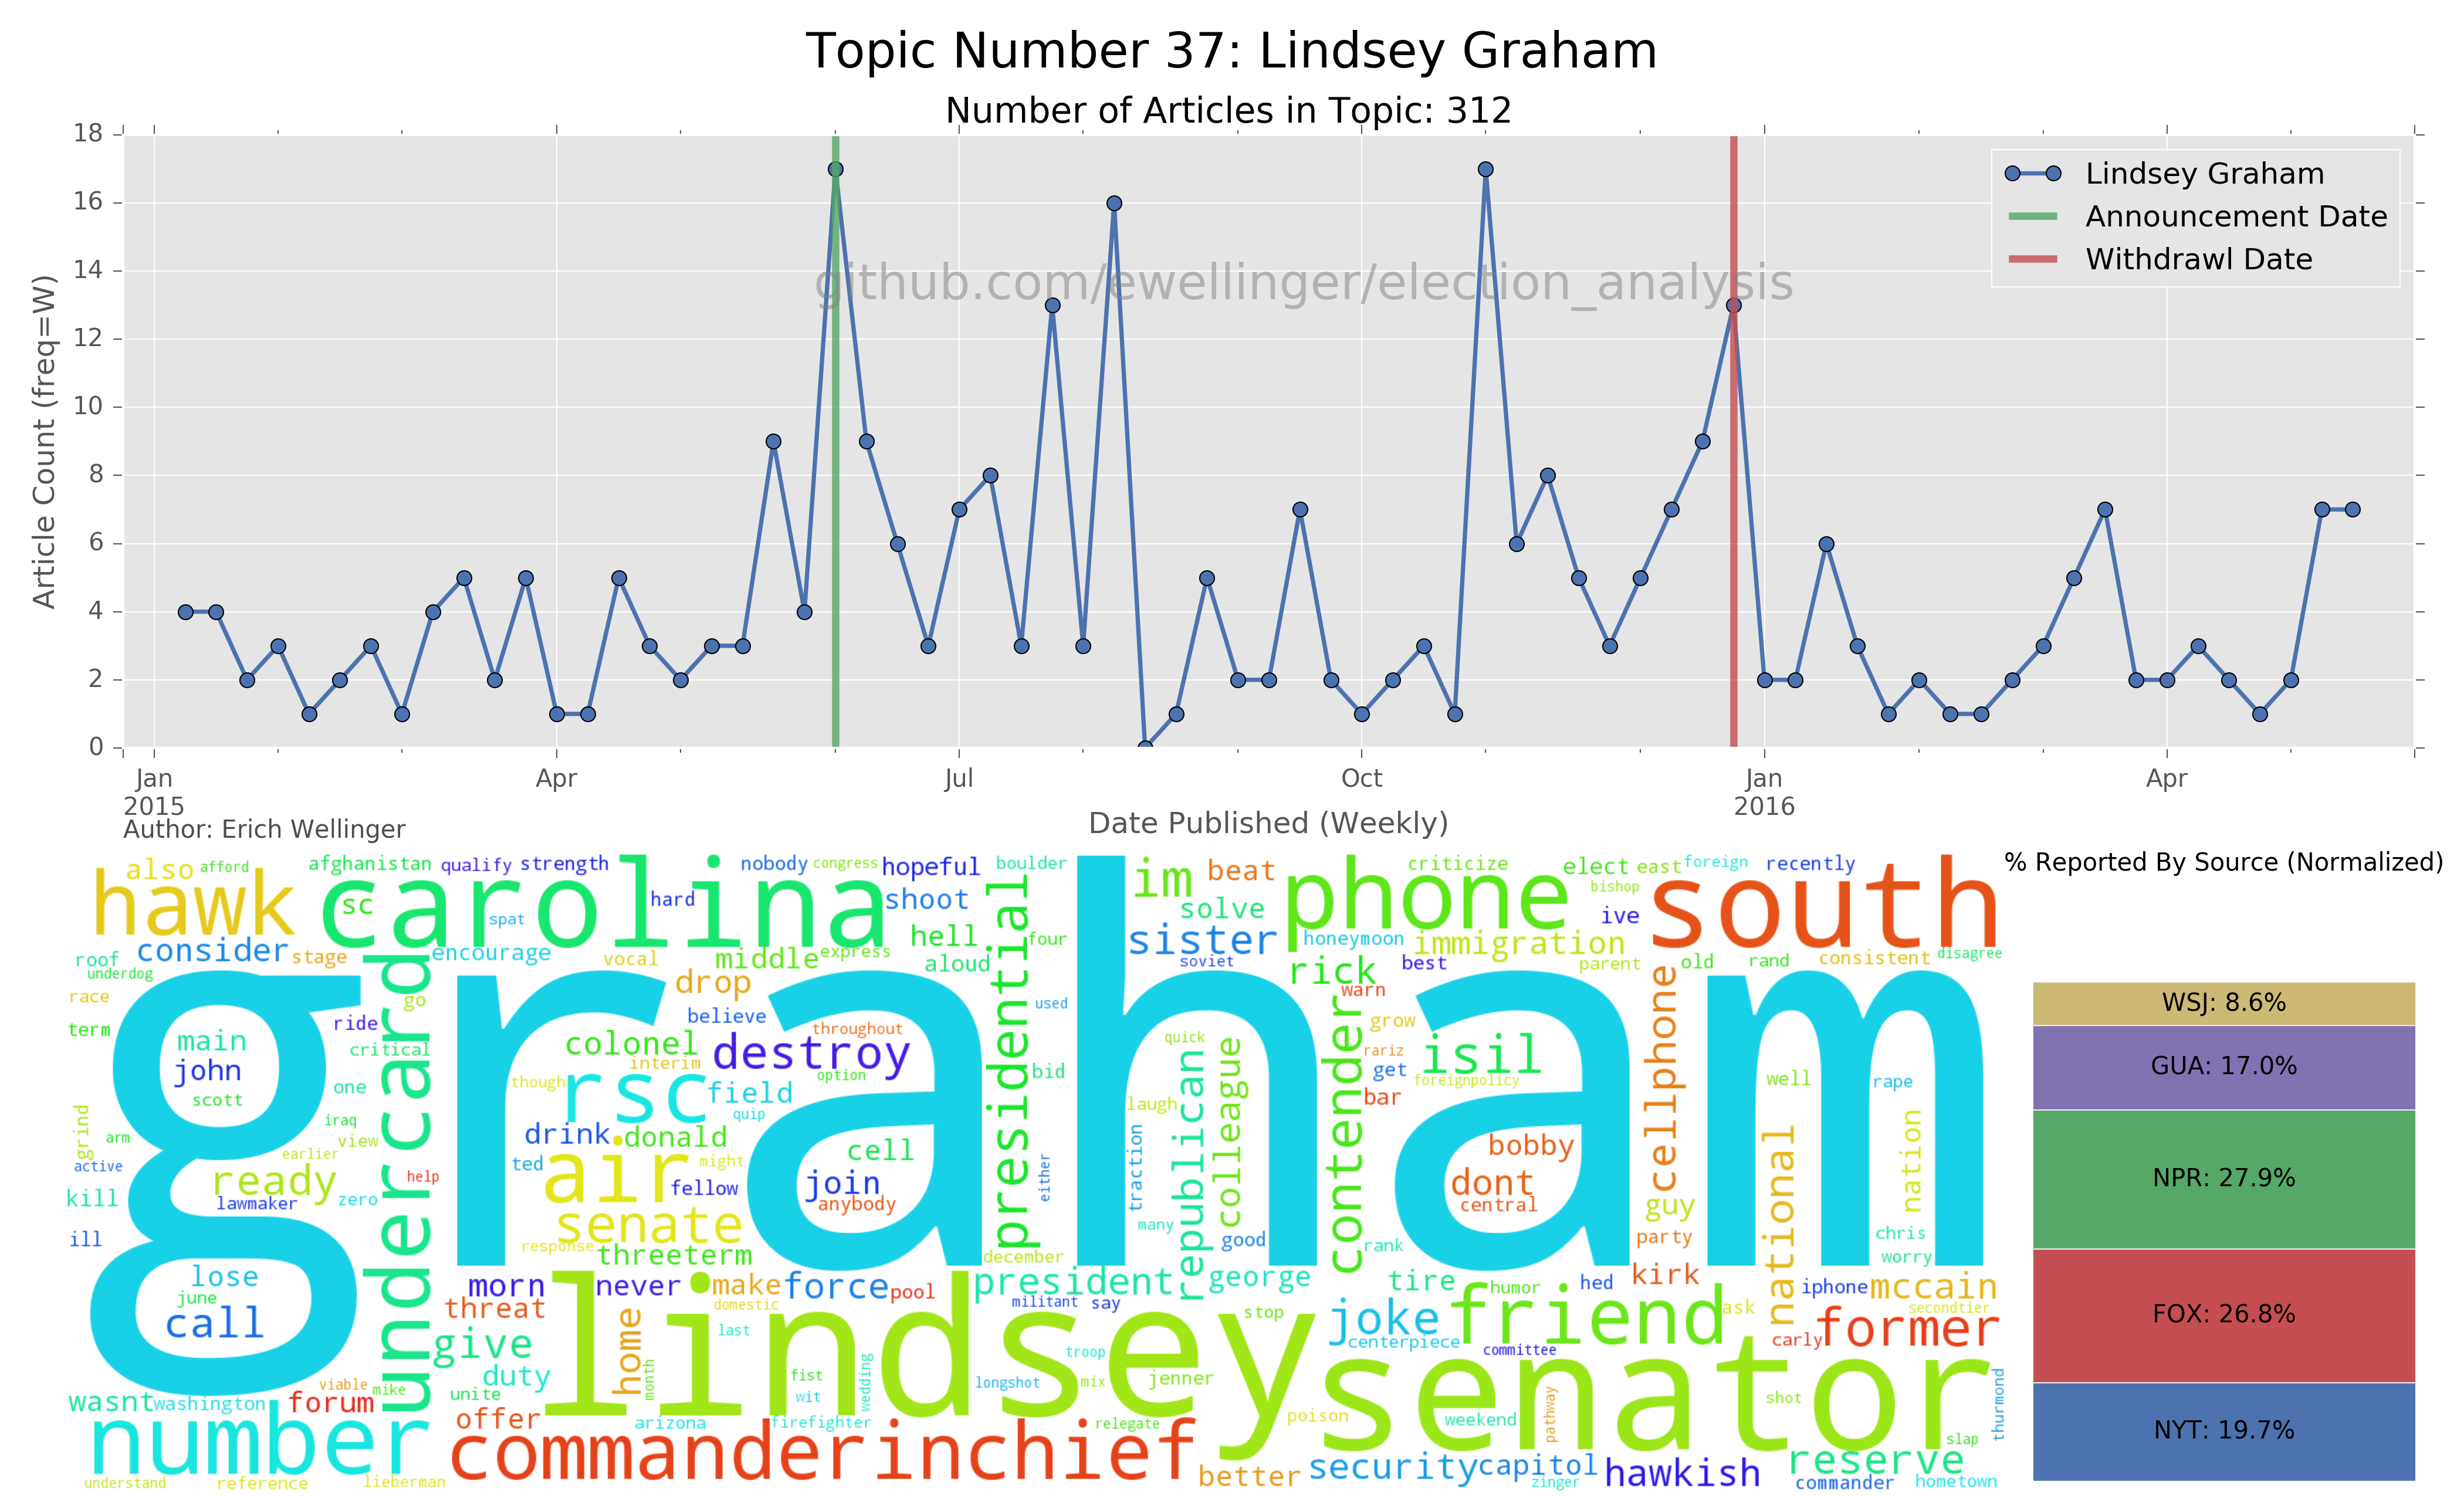 Topic Number 37: Lindsey Graham
Number of Articles in Topic: 312
18
16
14
12
10
8
6
4
2
0
Article Count (freq=W)
Lindsey Graham
Announcement Date
Withdrawl Date
github.com/ewellinger/election_analysis
Jan
2015
Apr
Jul
Oct
Jan
2016
Apr
Author: Erich Wellinger
Date Published (Weekly)
% Reported By Source (Normalized)
WSJ: 8.6%
GUA: 17.0%
NPR: 27.9%
FOX: 26.8%
NYT: 19.7%
also afford afghanistan qualify strength nobody congress hopeful boulder im beat criticize elect east foreign recently
hawk carolina sc spat hard shoot phone bishop south
solve ive
consider stage encourage vocal middle express hell four sister honeymoon immigration
roof underdog aloud soviet rick best parent old rand consistent disagree
race go drop presidential used warn
term main ride believe throughout grow
john critical colonel interim destroy quick rariz isil
scott one though rsc field option bid get foreignpolicy well rape
grind arm iraq quip laugh bar cellphone
active view earlier drink donald cell republican colleague contender bobby
undercard graham
kill ready help ted air might join either traction dont national nation
lawmaker zero fellow anybody central guy
ill senate many good party chris
response threeterm december rank worry
lose june call morn never make force pool president george tire humor hed kirk iphone mccain
threat domestic militant say stop joke friend ask secondtier
give home last lindsey centerpiece committee carly former
duty month fist wedding troop senator
viable mike unite wit longshot mix jenner shot thurmond
wasnt washington forum offer arizona firefighter relegate poison weekend pathway slap
number commanderinchief security capitol reserve
understand reference lieberman better zinger hawkish commander hometown